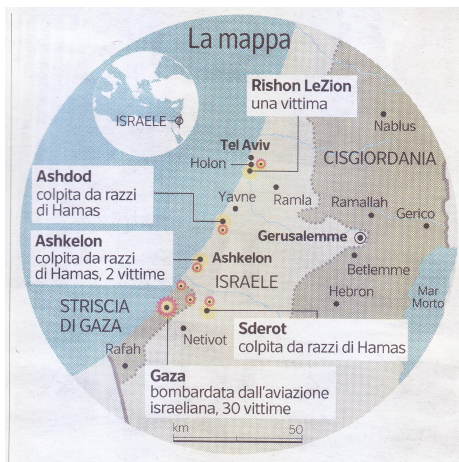 La mappa
ISRAELE
Rishon LeZion
una vittima
Nablus
Tel Aviv
Holon
CISGIORDANIA
Ashdod
colpita da razzi
di Hamas
Yavne
Ramla
Ramallah
Gerico
Gerusalemme
Ashkelon
colpita da razzi
di Hamas, 2 vittime
Ashkelon
ISRAELE
Betlemme
Hebron
Mar
Morto
STRISCIA
DI GAZA
Sderot
colpita da razzi di Hamas
Netivot
Rafah
Gaza
bombardata dall'aviazione
israeliana, 30 vittime
km
50